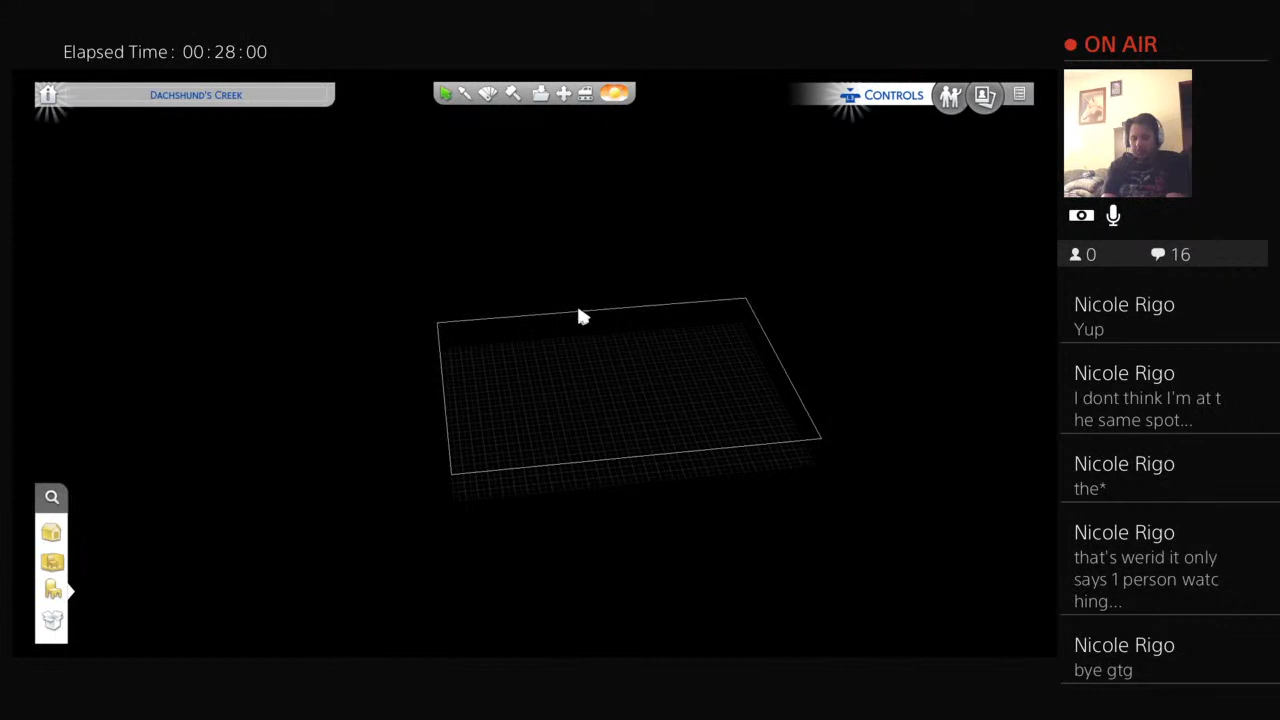 Elapsed Time: 00:28:00
ON AIR
DACHSHUND'S CREEK
CONTROLS
0
16
Nicole Rigo
Yup
Nicole Rigo
I dont think I'm at t
he same spot...
Nicole Rigo
the*
Nicole Rigo
that's werid it only
says 1 person watc
hing...
Nicole Rigo
bye gtg